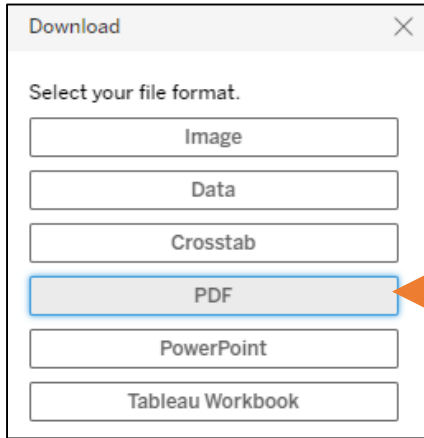 Download
Select your file format.
Image
Data
Crosstab
PDF
PowerPoint
Tableau Workbook